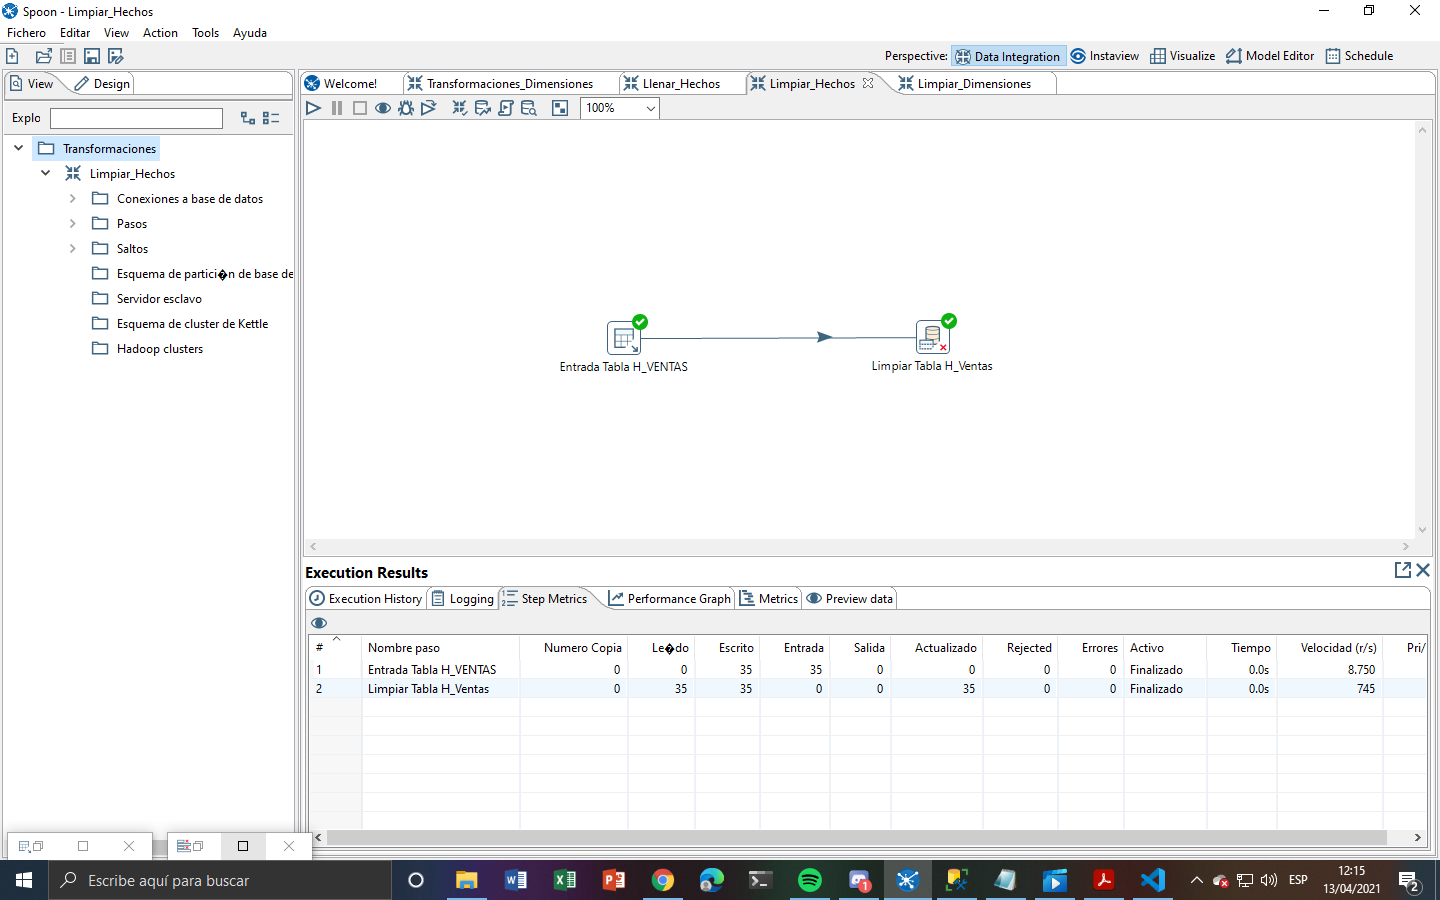 Spoon - Limpiar_Hechos
Fichero Editar View Action Tools Ayuda
Perspective: Data Integration Instaview Visualize Model Editor Schedule
View Design
Welcome! Transformaciones_Dimensiones Llenar_Hechos Limpiar_Hechos Limpiar_Dimensiones
Explo
100%
Transformaciones
Limpiar_Hechos
Conexiones a base de datos
Pasos
Saltos
Esquema de partici�n de base de
Servidor esclavo
Esquema de cluster de Kettle
Hadoop clusters
Entrada Tabla H_VENTAS
Limpiar Tabla H_Ventas
Execution Results
Execution History Logging Step Metrics Performance Graph Metrics Preview data
# Nombre paso Numero Copia Le�do Escrito Entrada Salida Actualizado Rejected Errores Activo Tiempo Velocidad (r/s) Pri/
1 Entrada Tabla H_VENTAS 0 0 35 35 0 0 0 0 Finalizado 0.0s 8.750
2 Limpiar Tabla H_Ventas 0 35 35 0 0 35 0 0 Finalizado 0.0s 745
Escribe aquí para buscar
1
ESP
12:15
13/04/2021
2